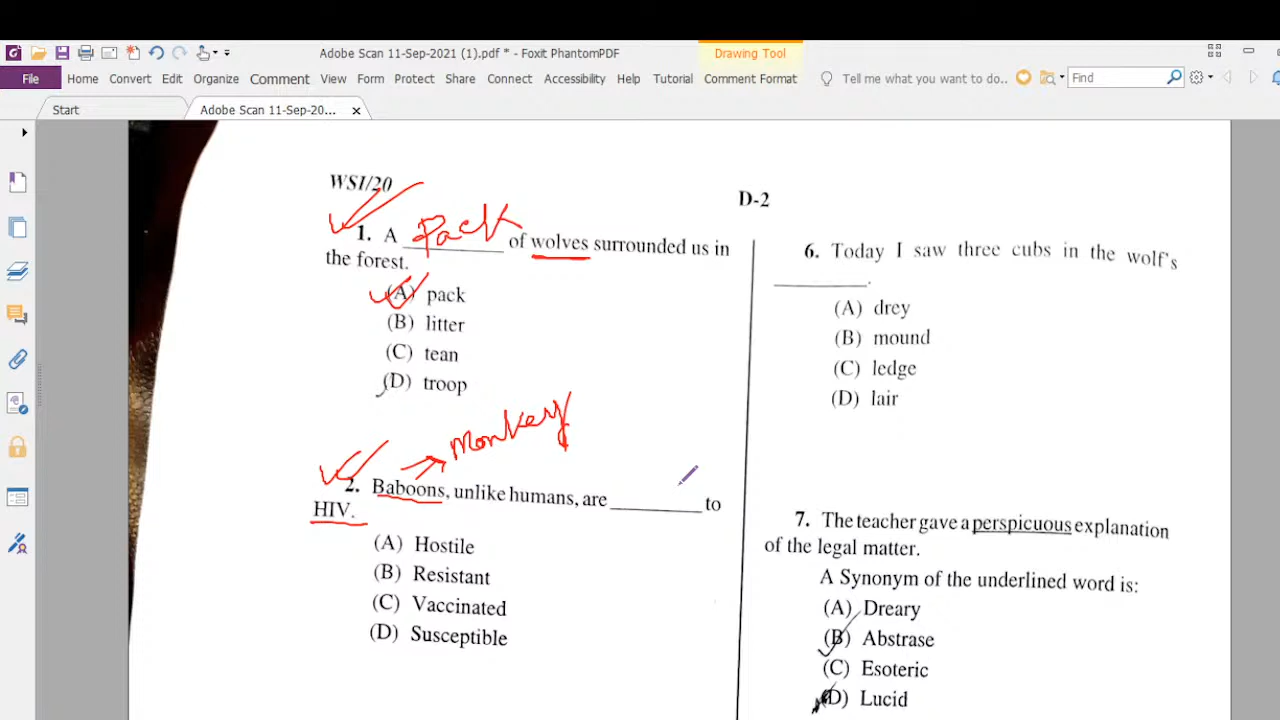 Adobe Scan 11-Sep-2021 (1).pdf * - Foxit PhantomPDF
Drawing Tool
File Home Convert Edit Organize Comment View Form Protect Share Connect Accessibility Help Tutorial Comment Format Tell me what you want to do.. Find
Start
Adobe Scan 11-Sep-20...
WSI/20
D-2
1. A Pack of wolves surrounded us in
the forest.
(A) pack
(B) litter
(C) tean
(D) troop
Monkey
2. Baboons, unlike humans, are __________ to
HIV.
(A) Hostile
(B) Resistant
(C) Vaccinated
(D) Susceptible
6. Today I saw three cubs in the wolf's
__________.
(A) drey
(B) mound
(C) ledge
(D) lair
7. The teacher gave a perspicuous explanation
of the legal matter.
A Synonym of the underlined word is:
(A) Dreary
(B) Abstrase
(C) Esoteric
(D) Lucid